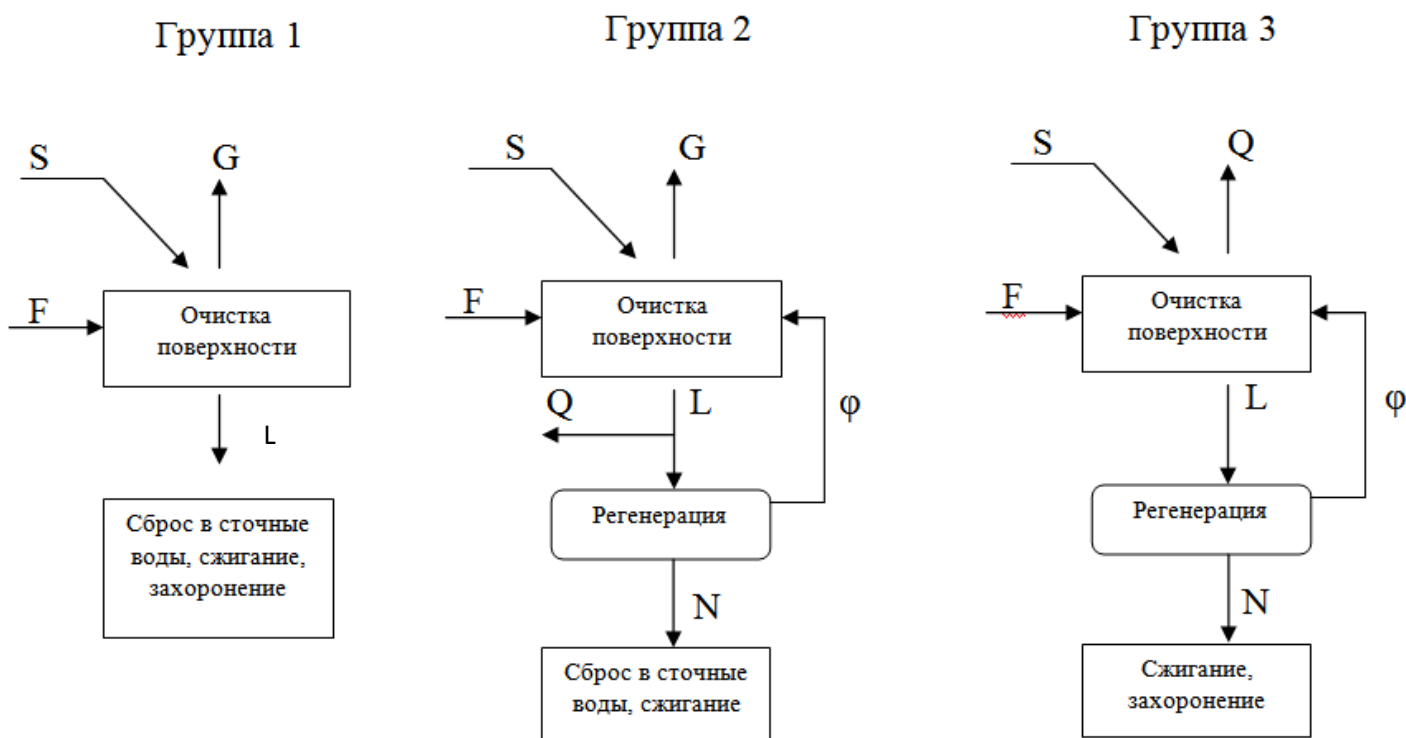 Группа 1
S
G
F
Очистка
поверхности
L
Сброс в сточные
воды, сжигание,
захоронение
Группа 2
S
G
F
Очистка
поверхности
Q
L
φ
Регенерация
N
Сброс в сточные
воды, сжигание
Группа 3
S
Q
F
Очистка
поверхности
L
φ
Регенерация
N
Сжигание,
захоронение